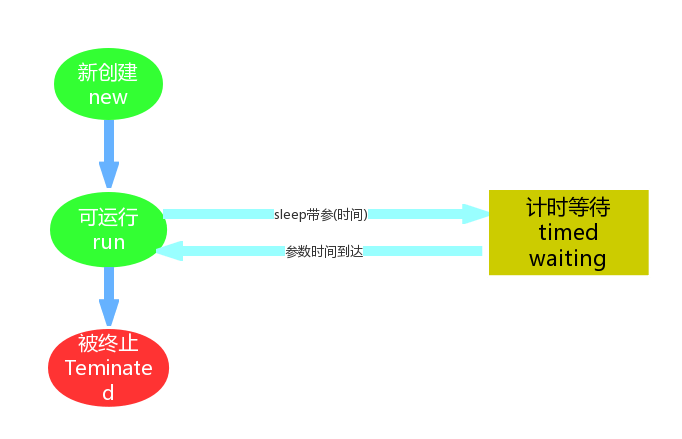 新创建
new
可运行
run
sleep带参(时间)
参数时间到达
计时等待
timed
waiting
被终止
Teminate
d